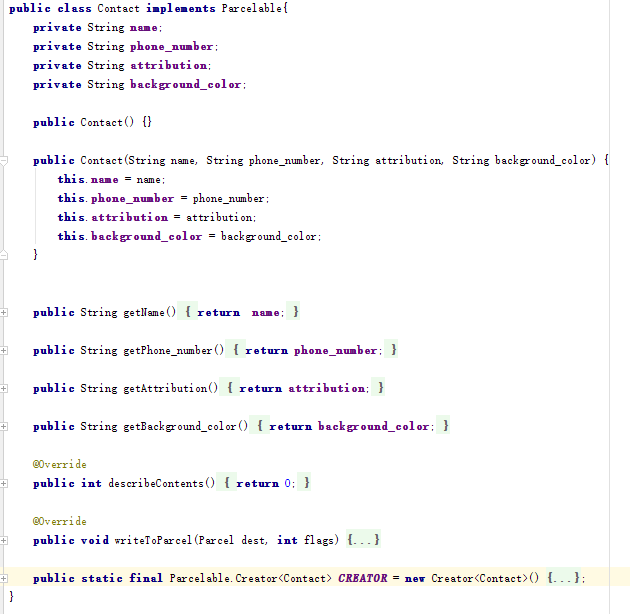 public class Contact implements Parcelable{
private String name;
private String phone_number;
private String attribution;
private String background_color;
public Contact() {}
public Contact(String name, String phone_number, String attribution, String background_color) {
this.name = name;
this.phone_number = phone_number;
this.attribution = attribution;
this.background_color = background_color;
}
public String getName() { return name; }
public String getPhone_number() { return phone_number; }
public String getAttribution() { return attribution; }
public String getBackground_color() { return background_color; }
@Override
public int describeContents() { return 0; }
@Override
public void writeToParcel(Parcel dest, int flags) {...}
public static final Parcelable.Creator<Contact> CREATOR = new Creator<Contact>() {...};
}